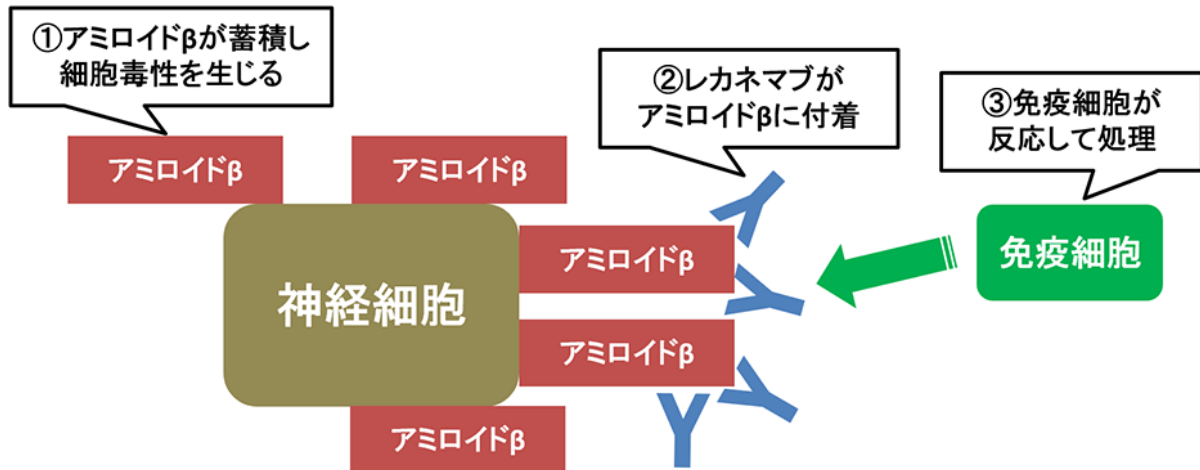 ①アミロイドβが蓄積し
細胞毒性を生じる
②レカネマブが
アミロイドβに付着
③免疫細胞が
反応して処理
アミロイドβ
アミロイドβ
アミロイドβ
免疫細胞
神経細胞
アミロイドβ
アミロイドβ